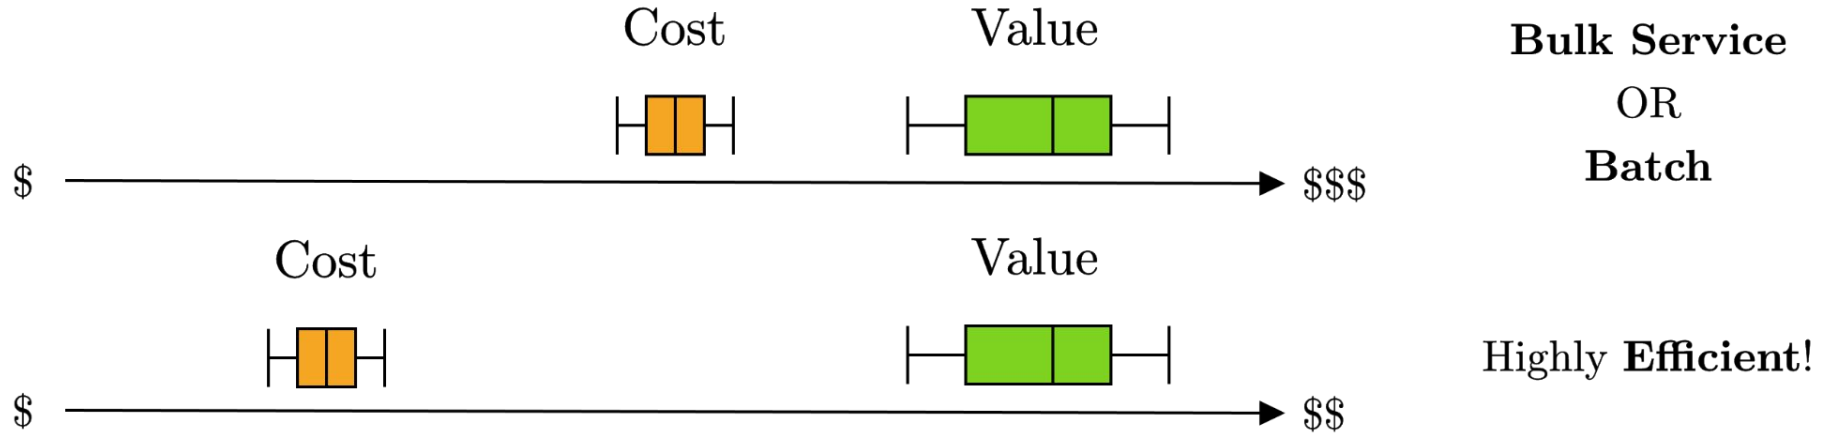 Cost Value Bulk Service
OR
Batch
$ $$$
Cost Value
Highly Efficient!
$ $$